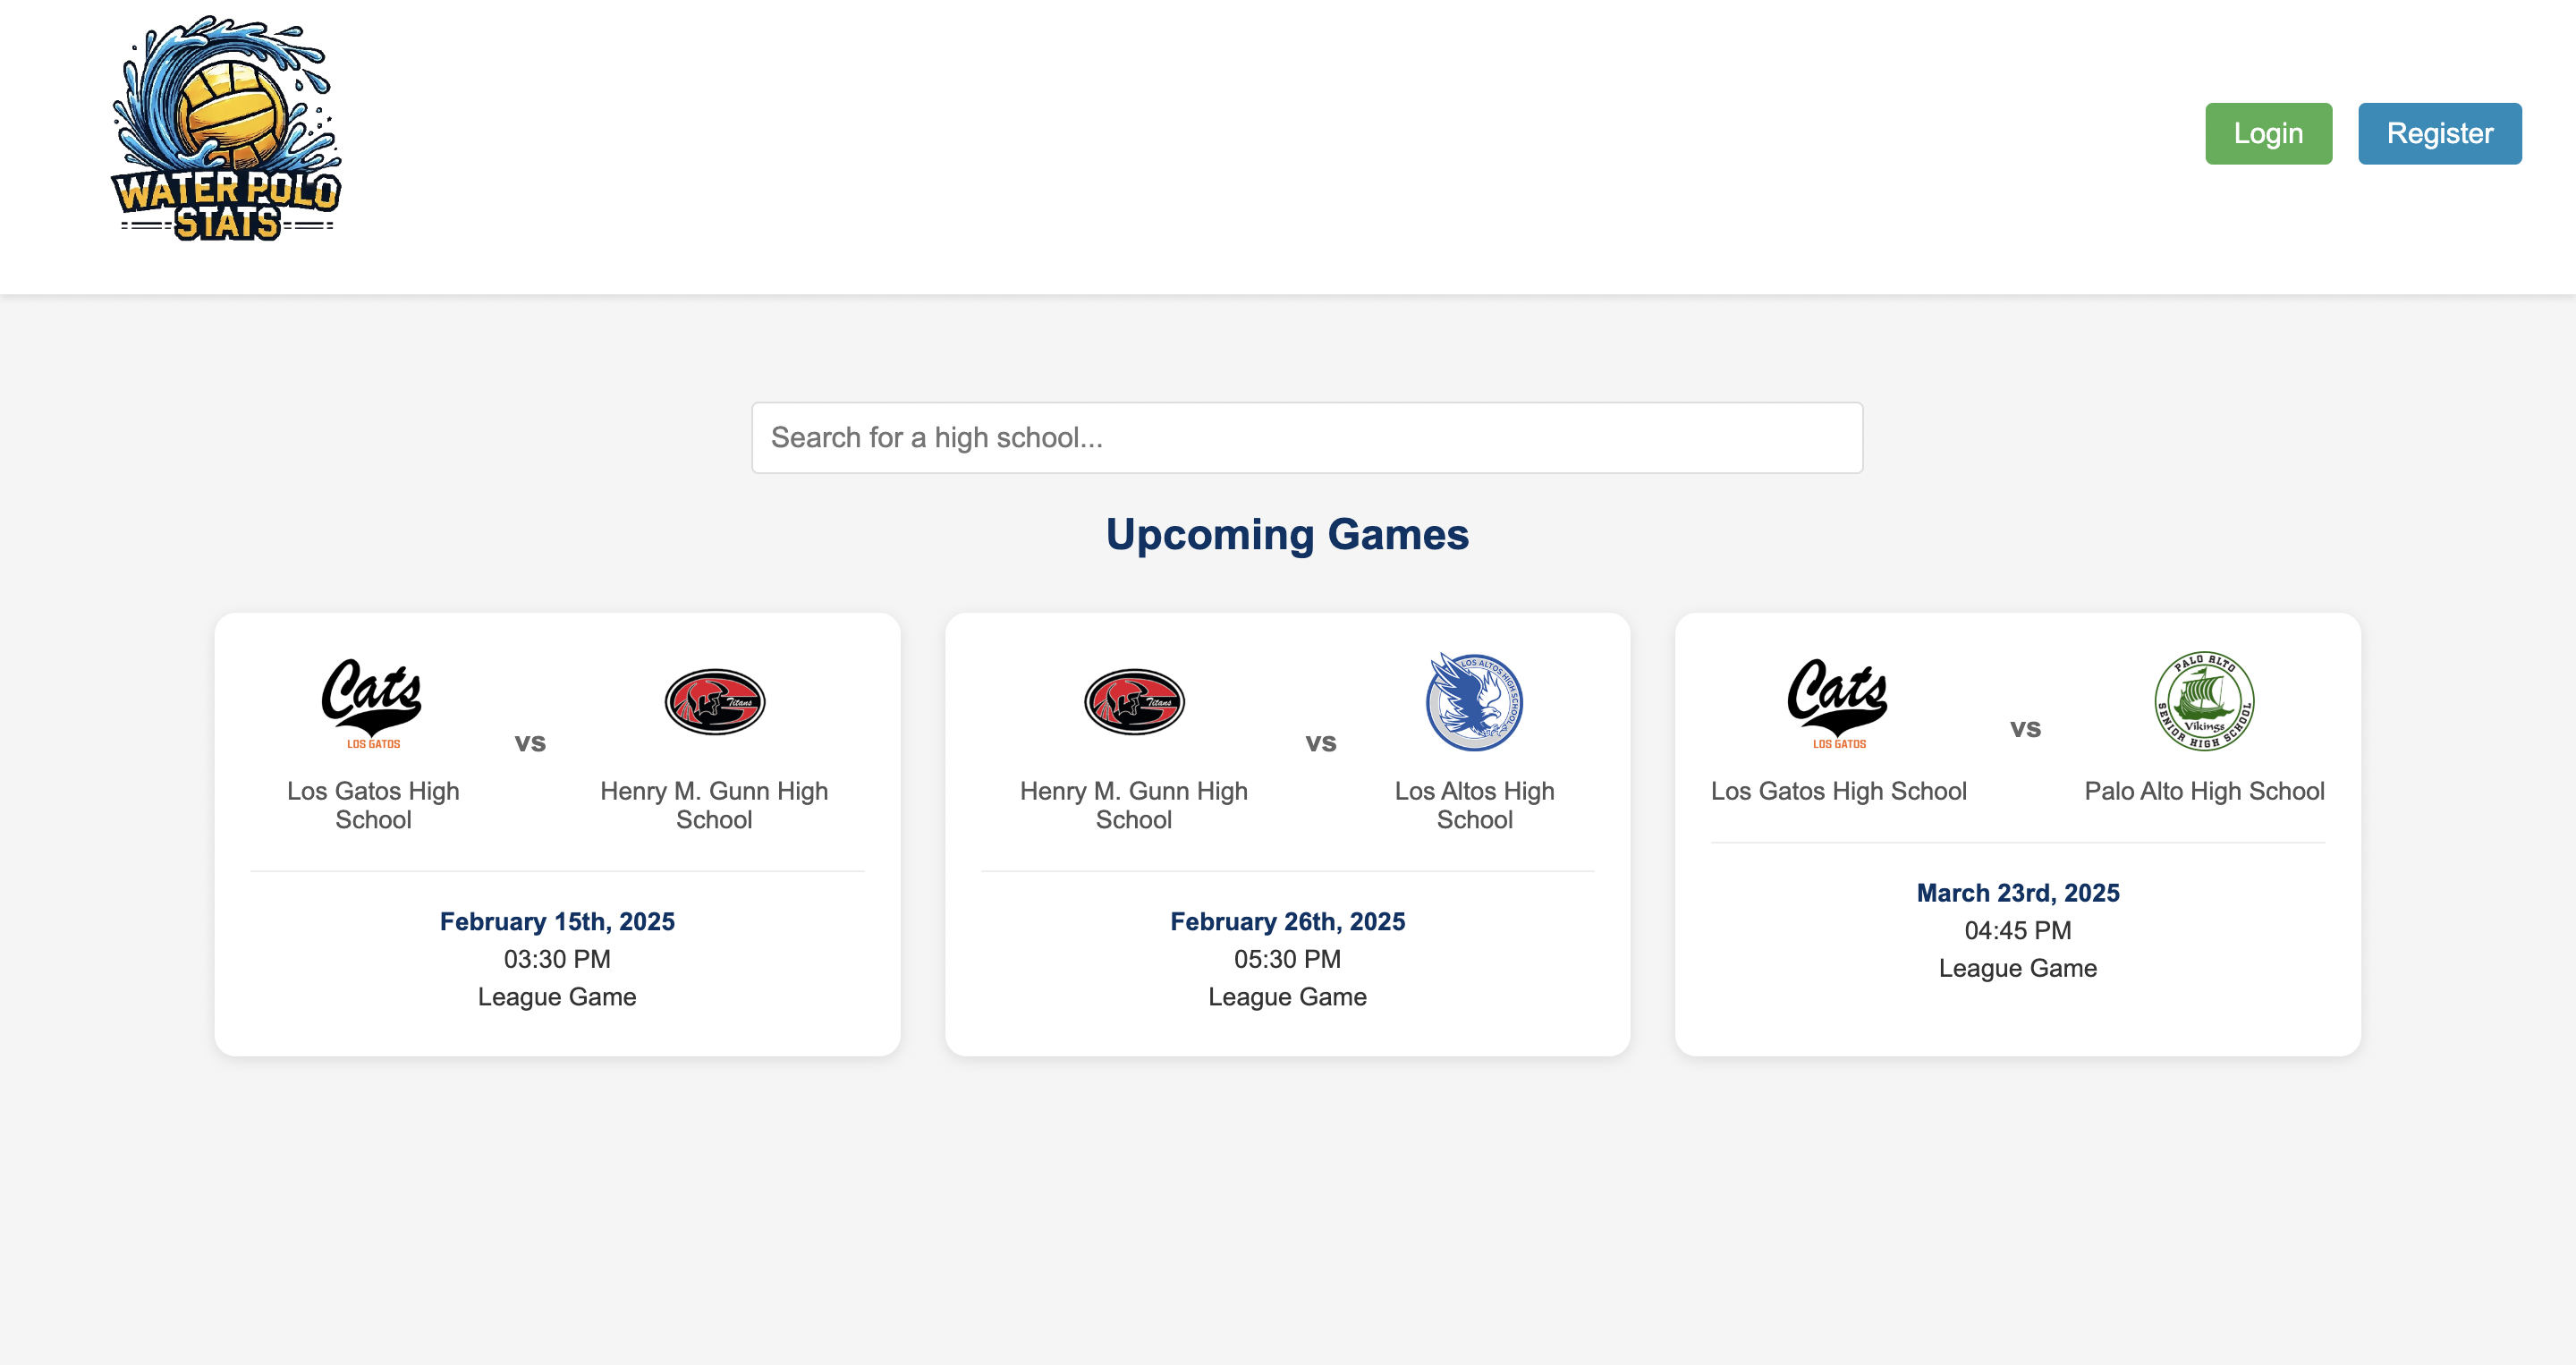 WATER POLO
STATS
Login
Register
Search for a high school...
Upcoming Games
Cats
LOS GATOS
vs
Titans
Los Gatos High
School
Henry M. Gunn High
School
February 15th, 2025
03:30 PM
League Game
Titans
vs
LOS ALTOS HIGH SCHOOL
Henry M. Gunn High
School
Los Altos High
School
February 26th, 2025
05:30 PM
League Game
Cats
LOS GATOS
vs
PALO ALTO
Vikings
SENIOR HIGH SCHOOL
Los Gatos High School
Palo Alto High School
March 23rd, 2025
04:45 PM
League Game